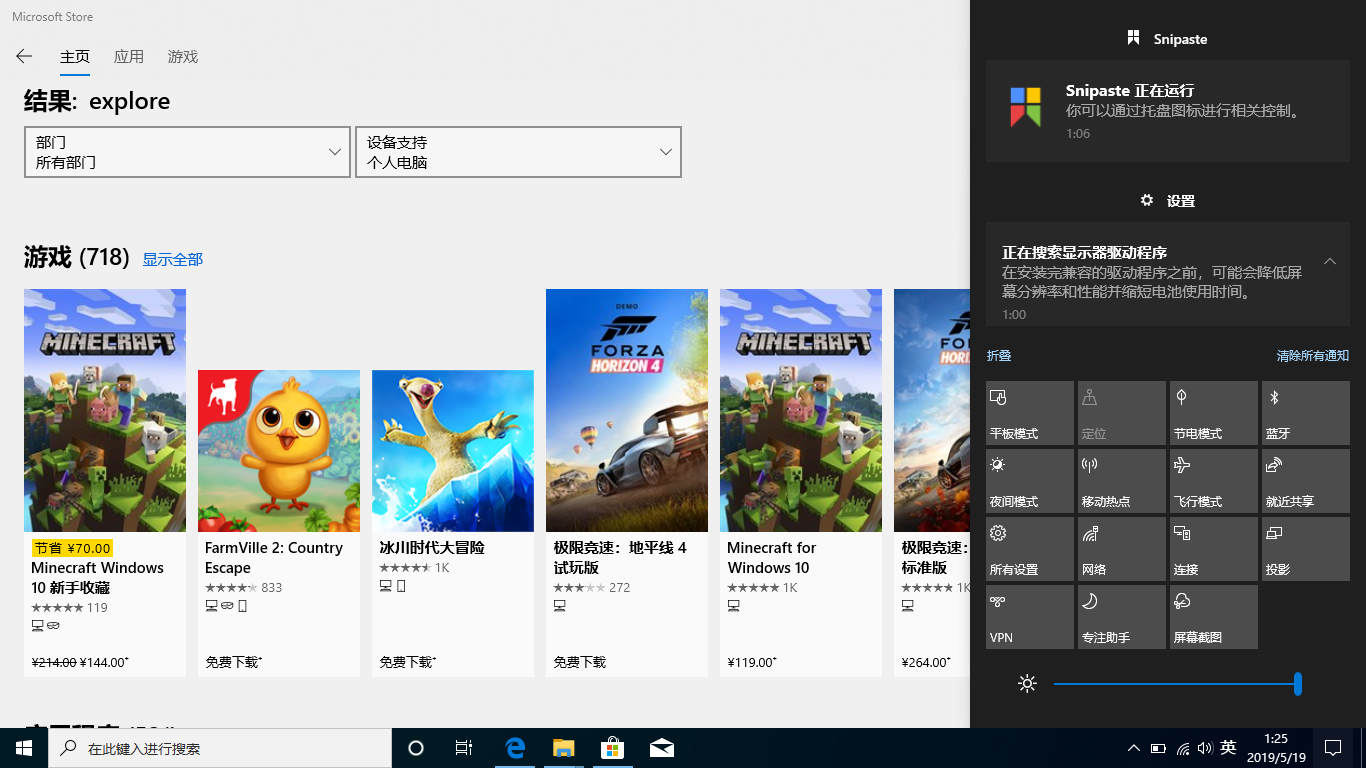 Microsoft Store
主页
应用
游戏
结果: explore
部门
所有部门
设备支持
个人电脑
游戏 (718)
显示全部
MINECRAFT
节省 ¥70.00
Minecraft Windows
10 新手收藏
119
¥214.00 ¥144.00+
FarmVille 2: Country
Escape
833
免费下载+
冰川时代大冒险
1K
免费下载+
DEMO
FORZA
HORIZON 4
极限竞速：地平线 4
试玩版
272
免费下载
MINECRAFT
Minecraft for
Windows 10
1K
¥119.00+
极限竞速：
标准版
1K
¥264.00+
Snipaste
Snipaste 正在运行
你可以通过托盘图标进行相关控制。
1:06
设置
正在搜索显示器驱动程序
在安装完兼容的驱动程序之前，可能会降低屏
幕分辨率和性能并缩短电池使用时间。
1:00
折叠
清除所有通知
平板模式
定位
节电模式
蓝牙
夜间模式
移动热点
飞行模式
就近共享
所有设置
网络
连接
投影
VPN
专注助手
屏幕截图
在此键入进行搜索
英
1:25
2019/5/19